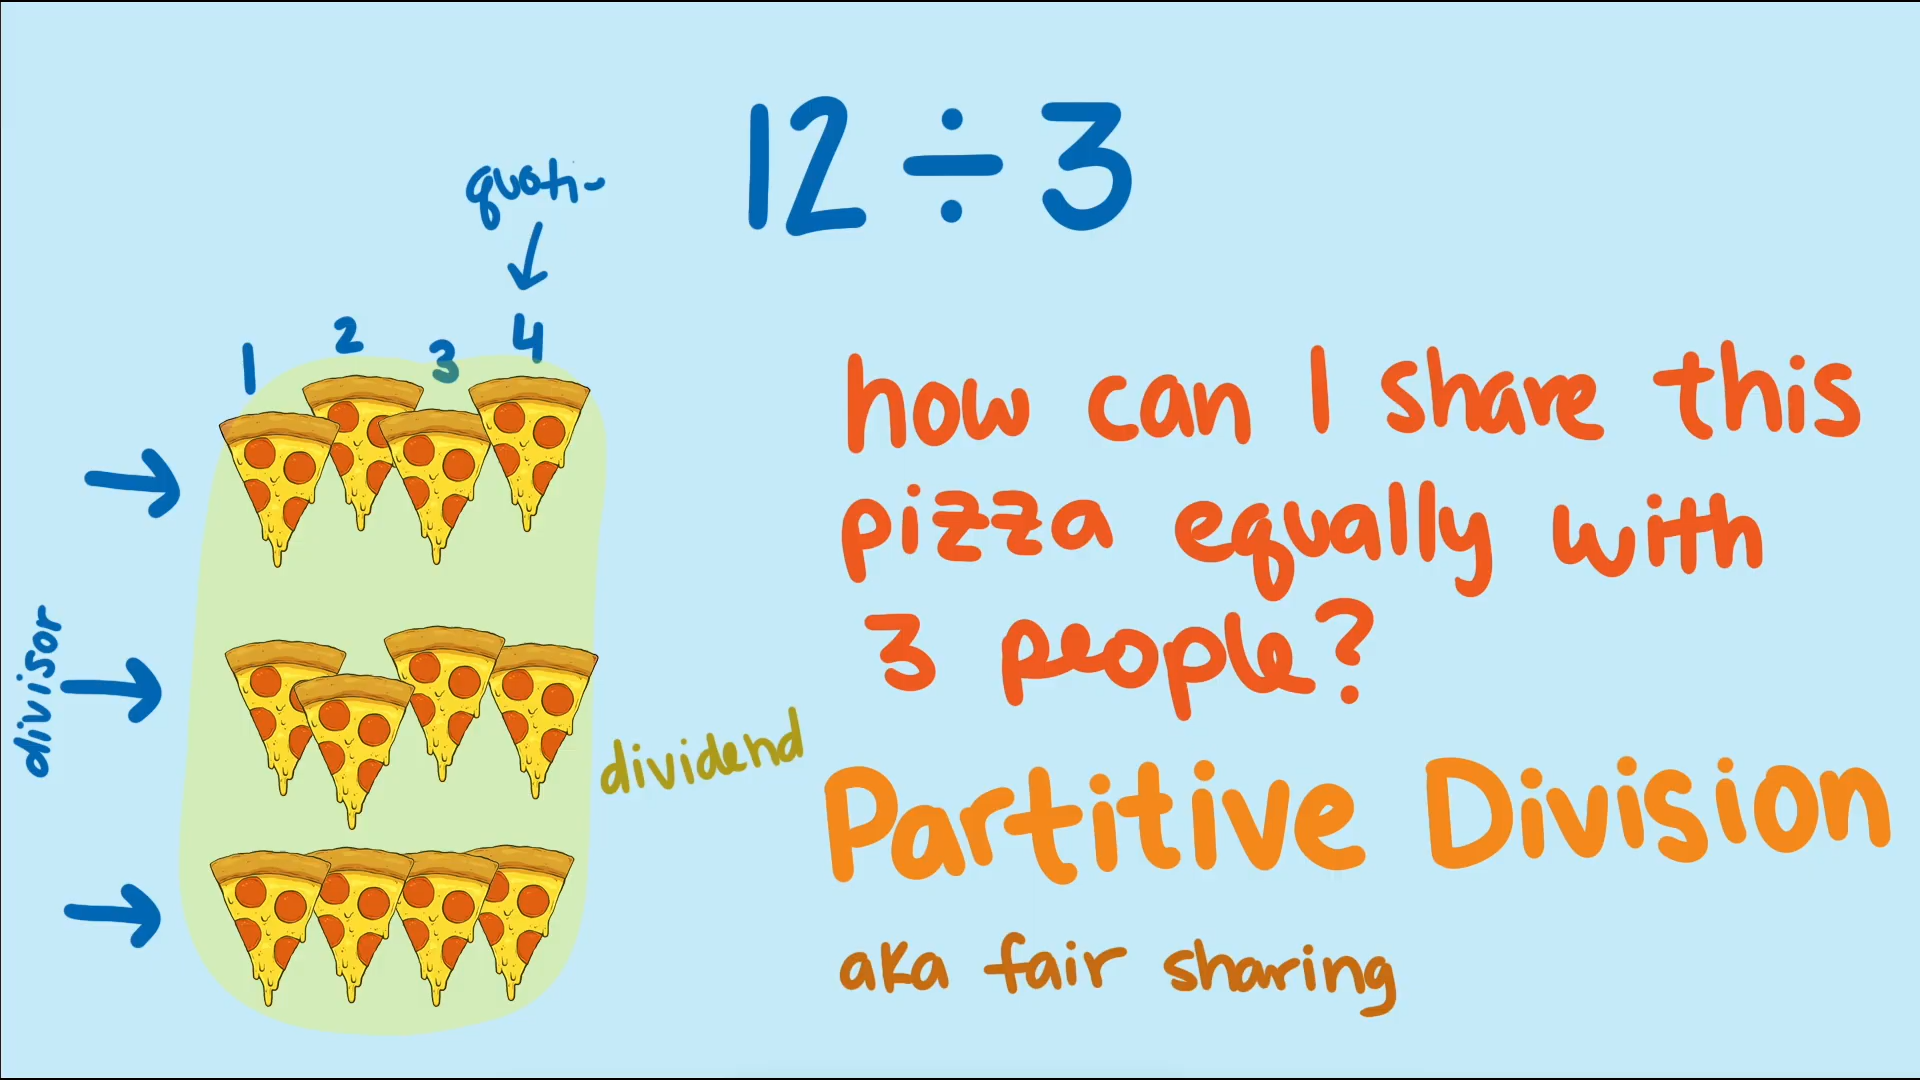 12 ÷ 3
quoti
1 2 3 4
how can I share this
pizza equally with
3 people?
divisor
dividend
Partitive Division
aka fair sharing